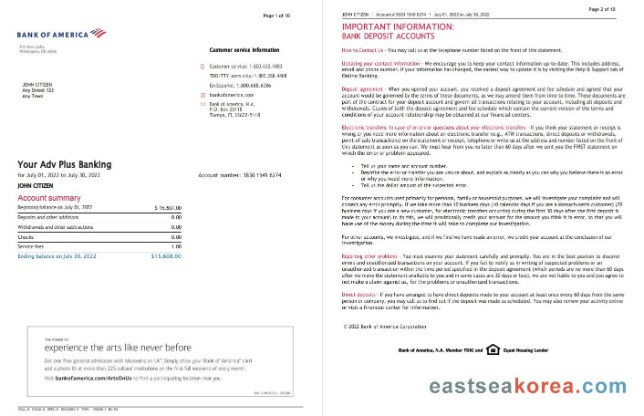 Page 1 of 10
BANK OF AMERICA
P.O. Box 15284
Wilmington, DE 19850
Customer service information
Customer service: 1.800.432.1000
TDD/TTY users only: 1.800.288.4408
En Español: 1.800.688.6086
bankofamerica.com
Bank of America, N.A.
P.O. Box 25118
Tampa, FL 33622-5118
JOHN CITIZEN
Any Street 123
Any Town
Your Adv Plus Banking
for July 01, 2022 to July 30, 2022
Account number: 3830 1549 6274
JOHN CITIZEN
Account summary
Beginning balance on July 01, 2022
Deposits and other additions 0.00
Withdrawals and other subtractions 0.00
Checks 0.00
Service fees 1.00
Ending balance on July 30, 2022 $15,608.00
experience the arts like never before
Get one free general admission with Museums on Us. Simply show your Bank of America® card
and a photo ID at more than 225 cultural institutions on the first full weekend of every month.
Visit bankofamerica.com/ArtsOnUs to find a participating location near you.
Page 2 of 10
JOHN CITIZEN | Account # 3830 1549 6274 | July 01, 2022 to July 30, 2022
IMPORTANT INFORMATION:
BANK DEPOSIT ACCOUNTS
How to Contact Us - You may call us at the telephone number listed on the front of this statement.
Updating your contact information - We encourage you to keep your contact information up-to-date. This includes address,
email and phone number. If your information has changed, the easiest way to update it is by visiting the Help & Support tab of
Online Banking.
Deposit agreement - When you opened your account, you received a deposit agreement and fee schedule and agreed that your
account would be governed by the terms of these documents, as we may amend them from time to time. These documents are
part of the contract for your deposit account and govern all transactions relating to your account, including all deposits and
withdrawals. Copies of both the deposit agreement and fee schedule which contain the current version of the terms and
conditions of your account relationship may be obtained at our financial centers.
Electronic transfers: In case of errors or questions about your electronic transfers - If you think your statement or receipt is
wrong or you need more information about an electronic transfer (e.g., ATM transactions, direct deposits or withdrawals,
point-of-sale transactions) on the statement or receipt, telephone or write us at the address and number listed on the front of
this statement as soon as you can. We must hear from you no later than 60 days after we sent you the FIRST statement on
which the error or problem appeared.
- Tell us your name and account number.
- Describe the error or transfer you are unsure about, and explain as clearly as you can why you believe there is an error
or why you need more information.
- Tell us the dollar amount of the suspected error.
For consumer accounts used primarily for personal, family or household purposes, we will investigate your complaint and will
correct any error promptly. If we take more than 10 business days (10 calendar days if you are a Massachusetts customer) (20
business days if you are a new customer, for electronic transfers occurring during the first 30 days after the first deposit is
made to your account) to do this, we will provisionally credit your account for the amount you think is in error, so that you will
have use of the money during the time it will take to complete our investigation.
For other accounts, we investigate, and if we find we have made an error, we credit your account at the conclusion of our
investigation.
Reporting other problems - You must examine your statement carefully and promptly. You are in the best position to discover
errors and unauthorized transactions on your account. If you fail to notify us in writing of suspected problems or an
unauthorized transaction within the time period specified in the deposit agreement (which periods are no more than 60 days
after we make the statement available to you and in some cases are 30 days or less), we are not liable to you and you agree to
not make a claim against us, for the problems or unauthorized transactions.
Direct deposits - If you have arranged to have direct deposits made to your account at least once every 60 days from the same
person or company, you may call us to find out if the deposit was made as scheduled. You may also review your activity online
or visit a financial center for information.
© 2022 Bank of America Corporation
Bank of America, N.A. Member FDIC and Equal Housing Lender
eastseakorea.com